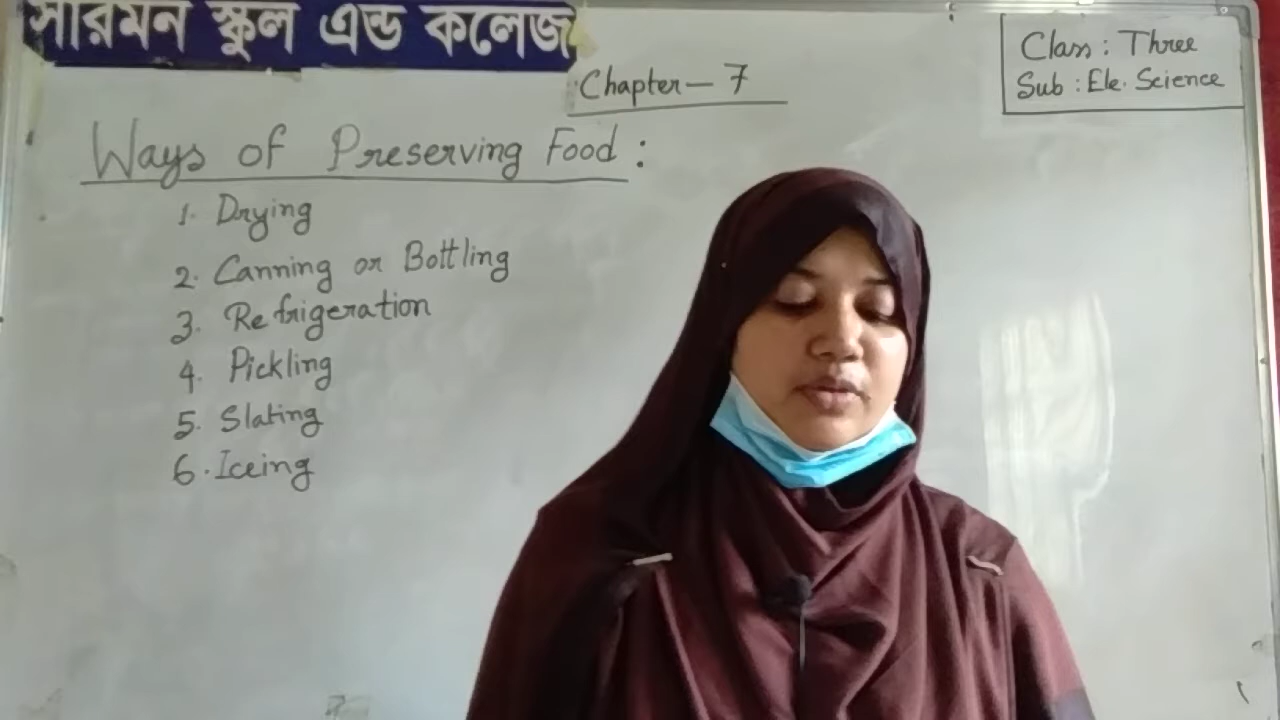 সারমন স্কুল এন্ড কলেজ
Chapter - 7
Class : Three
Sub : Ele. Science
Ways of Preserving Food :
1. Drying
2. Canning or Bottling
3. Refrigeration
4. Pickling
5. Slating
6. Iceing